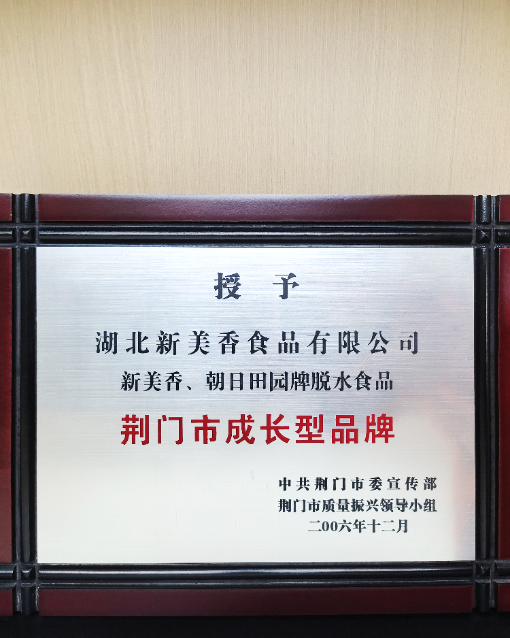 授予
湖北新美香食品有限公司
新美香、朝日田园牌脱水食品
荆门市成长型品牌
中共荆门市委宣传部
荆门市质量振兴领导小组
二00六年十二月